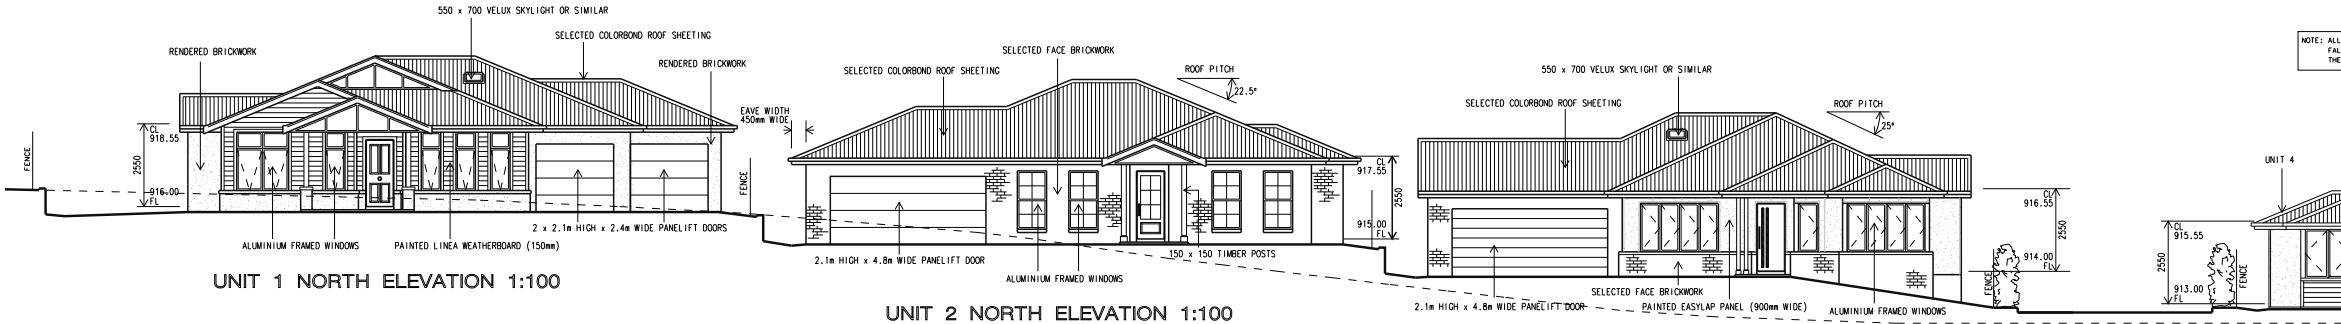 550 x 700 VELUX SKYLIGHT OR SIMILAR
SELECTED COLORBOND ROOF SHEETING
RENDERED BRICKWORK
RENDERED BRICKWORK
CL
918.55
2550
916.00
FL
FENCE
FENCE
2 x 2.1m HIGH x 2.4m WIDE PANELIFT DOORS
ALUMINIUM FRAMED WINDOWS
PAINTED LINEA WEATHERBOARD (150mm)
UNIT 1 NORTH ELEVATION 1:100
SELECTED FACE BRICKWORK
SELECTED COLORBOND ROOF SHEETING
ROOF PITCH
22.5°
EAVE WIDTH
450mm WIDE
CL
917.55
2550
915.00
FL
2.1m HIGH x 4.8m WIDE PANELIFT DOOR
150 x 150 TIMBER POSTS
ALUMINIUM FRAMED WINDOWS
UNIT 2 NORTH ELEVATION 1:100
550 x 700 VELUX SKYLIGHT OR SIMILAR
SELECTED COLORBOND ROOF SHEETING
ROOF PITCH
25°
CL
916.55
2550
914.00
FL
FENCE
SELECTED FACE BRICKWORK
2.1m HIGH x 4.8m WIDE PANELIFT DOOR
PAINTED EASYLAP PANEL (900mm WIDE)
ALUMINIUM FRAMED WINDOWS
UNIT 4
CL
915.55
2550
913.00
FL
FENCE
NOTE: ALL
FAL
THE